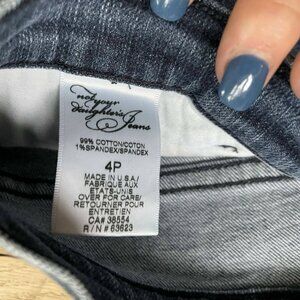 not your
daughter's
Jeans
99% COTTON/COTON
1%SPANDEX/SPANDEX
4P
MADE IN U.S.A/
FABRIQUE AUX
ETATS-UNIS
OVER FOR CARE/
RETOURNER POUR
ENTRETIEN
CA# 38554
R/N # 63623